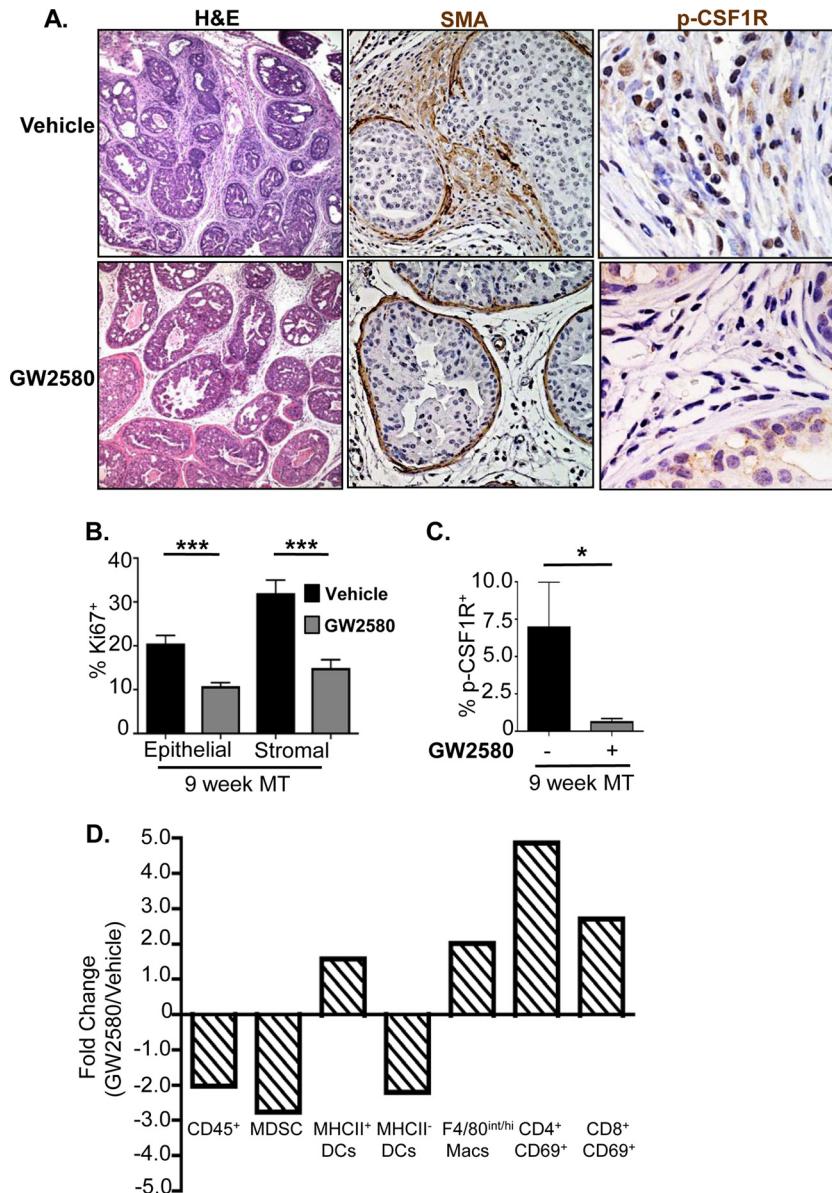 A.
H&E SMA p-CSF1R
Vehicle
GW2580
B.
*** ***
% Ki67⁺
40
30
20
10
0
Vehicle
GW2580
Epithelial Stromal
9 week MT
C.
*
% p-CSF1R⁺
10.0
7.5
5.0
2.5
0
GW2580 - +
9 week MT
D.
Fold Change
(GW2580/Vehicle)
5.0
4.0
3.0
2.0
1.0
0
-1.0
-2.0
-3.0
-4.0
-5.0
CD45⁺ MDSC MHCII⁺ MHCII⁻ F4/80ⁱⁿᵗ/ʰⁱ CD4⁺ CD8⁺
DCs DCs Macs CD69⁺ CD69⁺